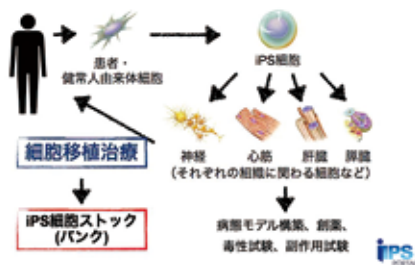 患者・
健常人由来体細胞
iPS細胞
神経 心筋 肝臓 膵臓
（それぞれの組織に関わる細胞など）
細胞移植治療
iPS細胞ストック
(バンク)
病態モデル構築、創薬、
毒性試験、副作用試験
iPS